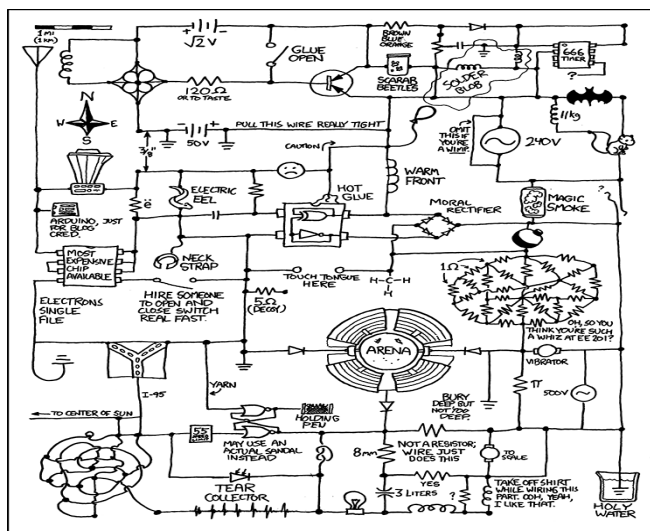 1 MI
(1 KM)
√2 V
GLUE
OPEN
BROWN
BLUE
ORANGE
666
TIMER
?
120Ω
OR TO TASTE
SCARAB
BEETLES
SOLDER
BLOB
N
W E
S
50V
PULL THIS WIRE REALLY TIGHT
3/8"
CAUTION
OMIT
THIS IF
YOU'RE
A WIMP
240V
11kg
ELECTRIC
EEL
ë
HOT
GLUE
WARM
FRONT
MORAL
RECTIFIER
MAGIC
SMOKE
?
ARDUINO, JUST
FOR BLOG
CRED.
MOST
EXPENSIVE
CHIP
AVAILABLE
NECK
STRAP
TOUCH TONGUE
HERE
H-C-H
H
1Ω
ELECTRONS
SINGLE
FILE
HIRE SOMEONE
TO OPEN AND
CLOSE SWITCH
REAL FAST.
5Ω
(DECOY)
OH, SO YOU
THINK YOU'RE SUCH
A WHIZ AT EE 201?
ARENA
VIBRATOR
I-95
YARN
BURY
DEEP, BUT
NOT TOO
DEEP.
π
500V
TO CENTER OF SUN
HOLDING
PEN
55
MAY USE AN
ACTUAL SANDAL
INSTEAD
NOT A RESISTOR;
WIRE JUST
DOES THIS
8mm
TO
SCALE
TEAR
COLLECTOR
YES
3 LITERS
?
TAKE OFF SHIRT
WHILE WIRING THIS
PART. OOH, YEAH,
I LIKE THAT.
HOLY
WATER